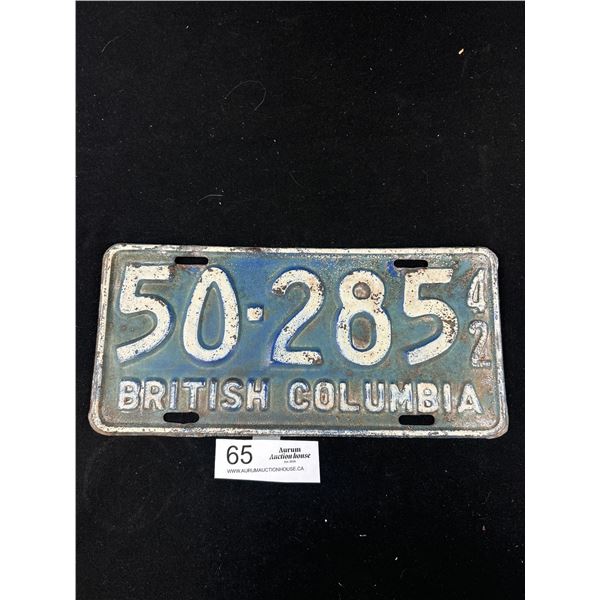 50·285 42
BRITISH COLUMBIA
65
Aurum
Auction house
WWW.AURUMAUCTIONHOUSE.CA